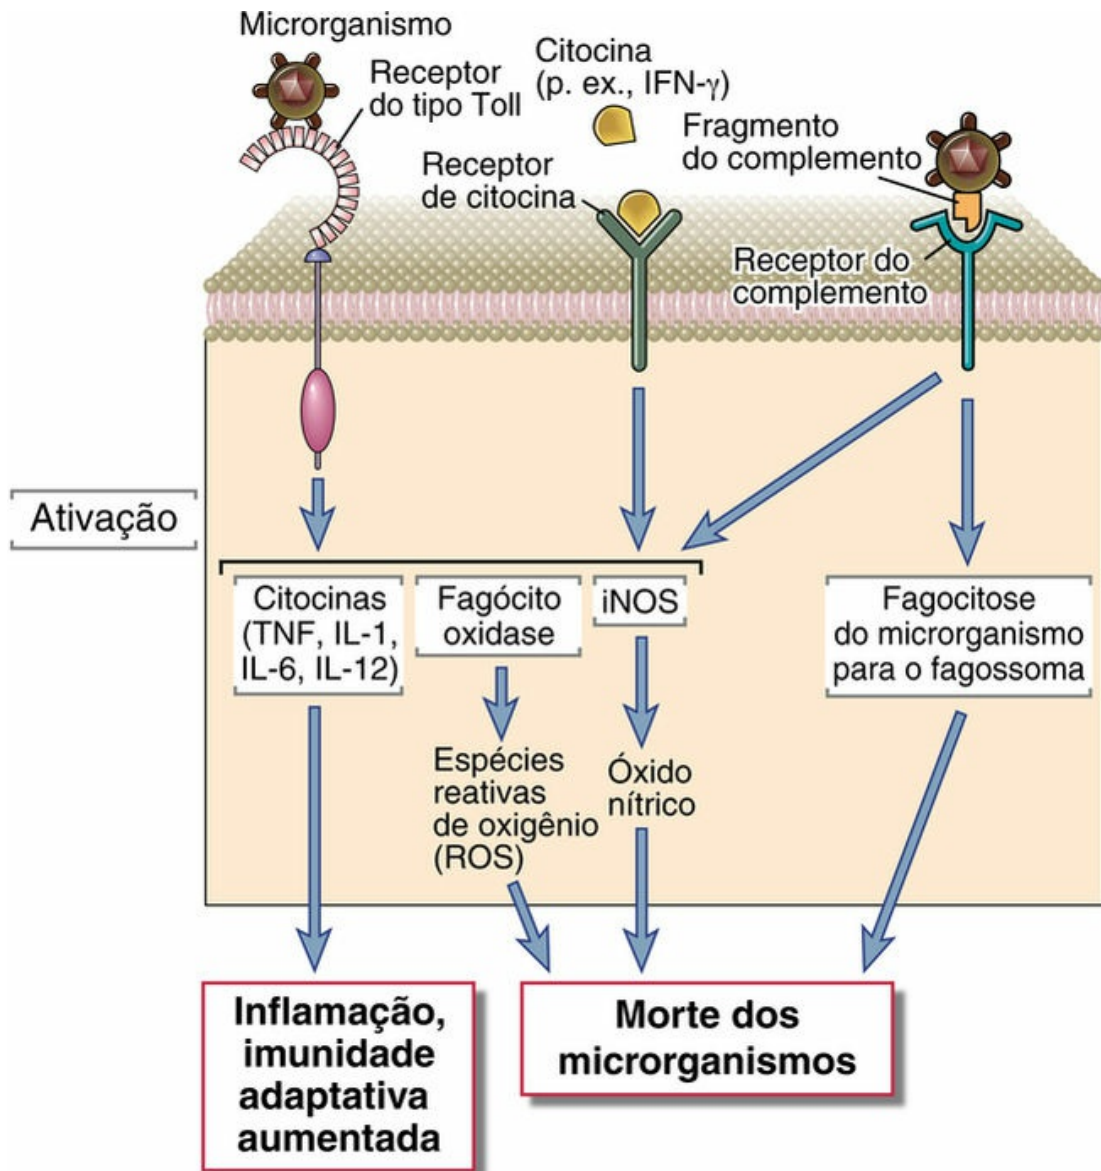 Microrganismo
Receptor
do tipo Toll
Citocina
(p. ex., IFN-γ)
Receptor
de citocina
Fragmento
do complemento
Receptor do
complemento
Ativação
Citocinas
(TNF, IL-1,
IL-6, IL-12)
Fagócito
oxidase
iNOS
Fagocitose
do microrganismo
para o fagossoma
Espécies
reativas
de oxigênio
(ROS)
Óxido
nítrico
Inflamação,
imunidade
adaptativa
aumentada
Morte dos
microrganismos